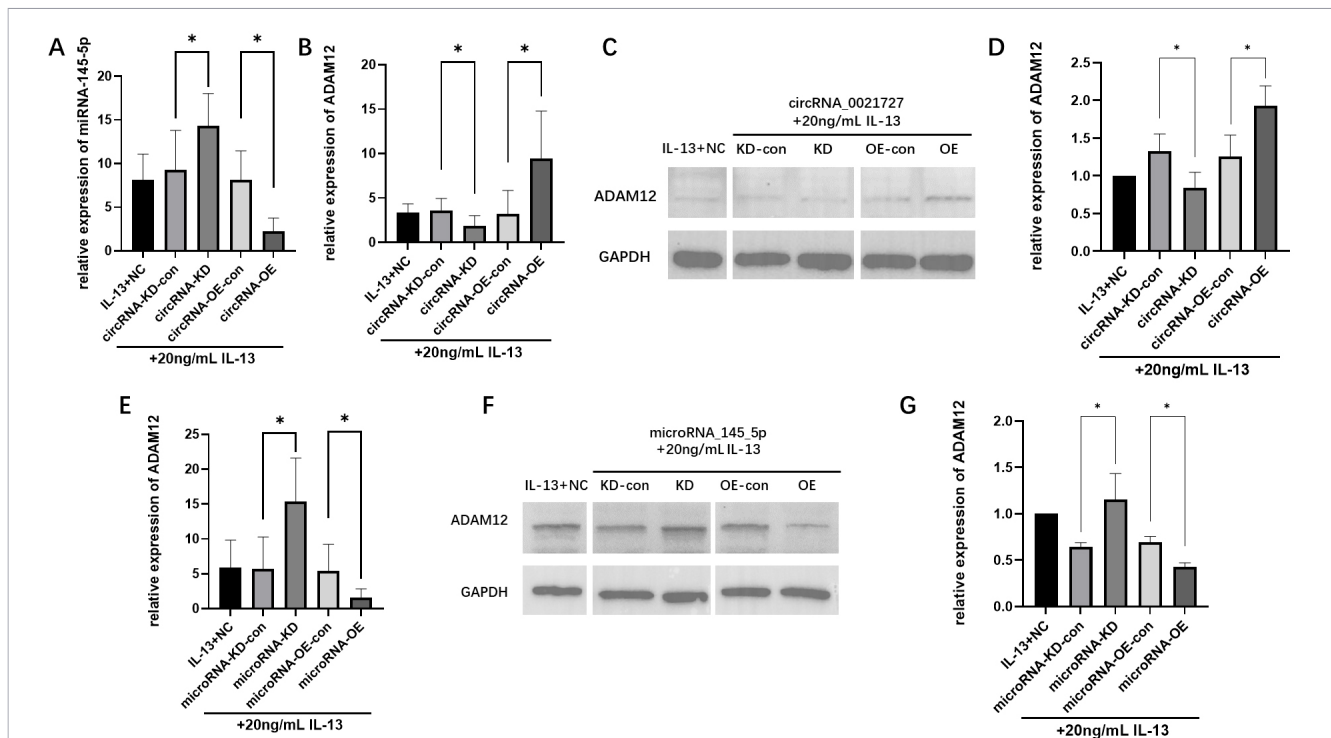 A
relative expression of miRNA-145-5p
20
15
10
5
0
*
*
IL-13+NC
circRNA-KD-con
circRNA-KD
circRNA-OE-con
circRNA-OE
+20ng/mL IL-13
B
relative expression of ADAM12
20
15
10
5
0
*
*
IL-13+NC
circRNA-KD-con
circRNA-KD
circRNA-OE-con
circRNA-OE
+20ng/mL IL-13
C
circRNA_0021727
+20ng/mL IL-13
IL-13+NC KD-con KD OE-con OE
ADAM12
GAPDH
D
relative expression of ADAM12
2.5
2.0
1.5
1.0
0.5
0.0
*
*
IL-13+NC
circRNA-KD-con
circRNA-KD
circRNA-OE-con
circRNA-OE
+20ng/mL IL-13
E
relative expression of ADAM12
25
20
15
10
5
0
*
*
IL-13+NC
microRNA-KD-con
microRNA-KD
microRNA-OE-con
microRNA-OE
+20ng/mL IL-13
F
microRNA_145_5p
+20ng/mL IL-13
IL-13+NC KD-con KD OE-con OE
ADAM12
GAPDH
G
relative expression of ADAM12
2.0
1.5
1.0
0.5
0.0
*
*
IL-13+NC
microRNA-KD-con
microRNA-KD
microRNA-OE-con
microRNA-OE
+20ng/mL IL-13